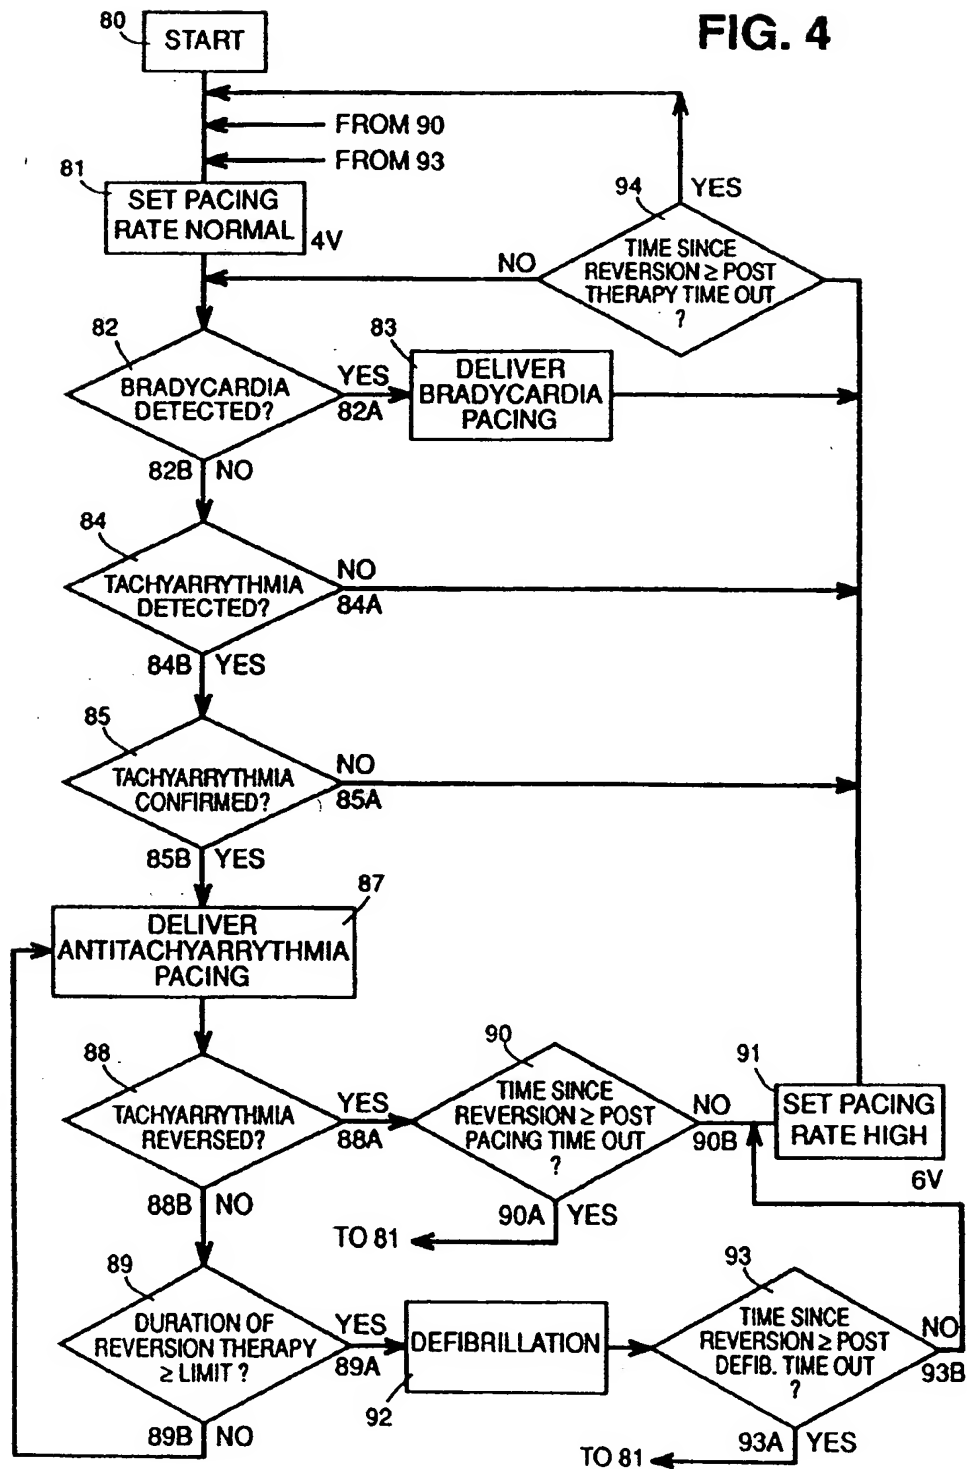 FIG. 4
80
START
FROM 90
FROM 93
81
SET PACING
RATE NORMAL
4V
94
YES
TIME SINCE
REVERSION ≥ POST
THERAPY TIME OUT
?
NO
82
BRADYCARDIA
DETECTED?
YES
82A
83
DELIVER
BRADYCARDIA
PACING
82B NO
84
TACHYARRYTHMIA
DETECTED?
NO
84A
84B YES
85
TACHYARRYTHMIA
CONFIRMED?
NO
85A
85B YES
87
DELIVER
ANTITACHYARRYTHMIA
PACING
88
TACHYARRYTHMIA
REVERSED?
YES
88A
90
TIME SINCE
REVERSION ≥ POST
PACING TIME OUT
?
NO
90B
91
SET PACING
RATE HIGH
6V
88B NO
90A YES
TO 81
89
DURATION OF
REVERSION THERAPY
≥ LIMIT ?
YES
89A
DEFIBRILLATION
92
93
TIME SINCE
REVERSION ≥ POST
DEFIB. TIME OUT
?
NO
93B
89B NO
93A YES
TO 81